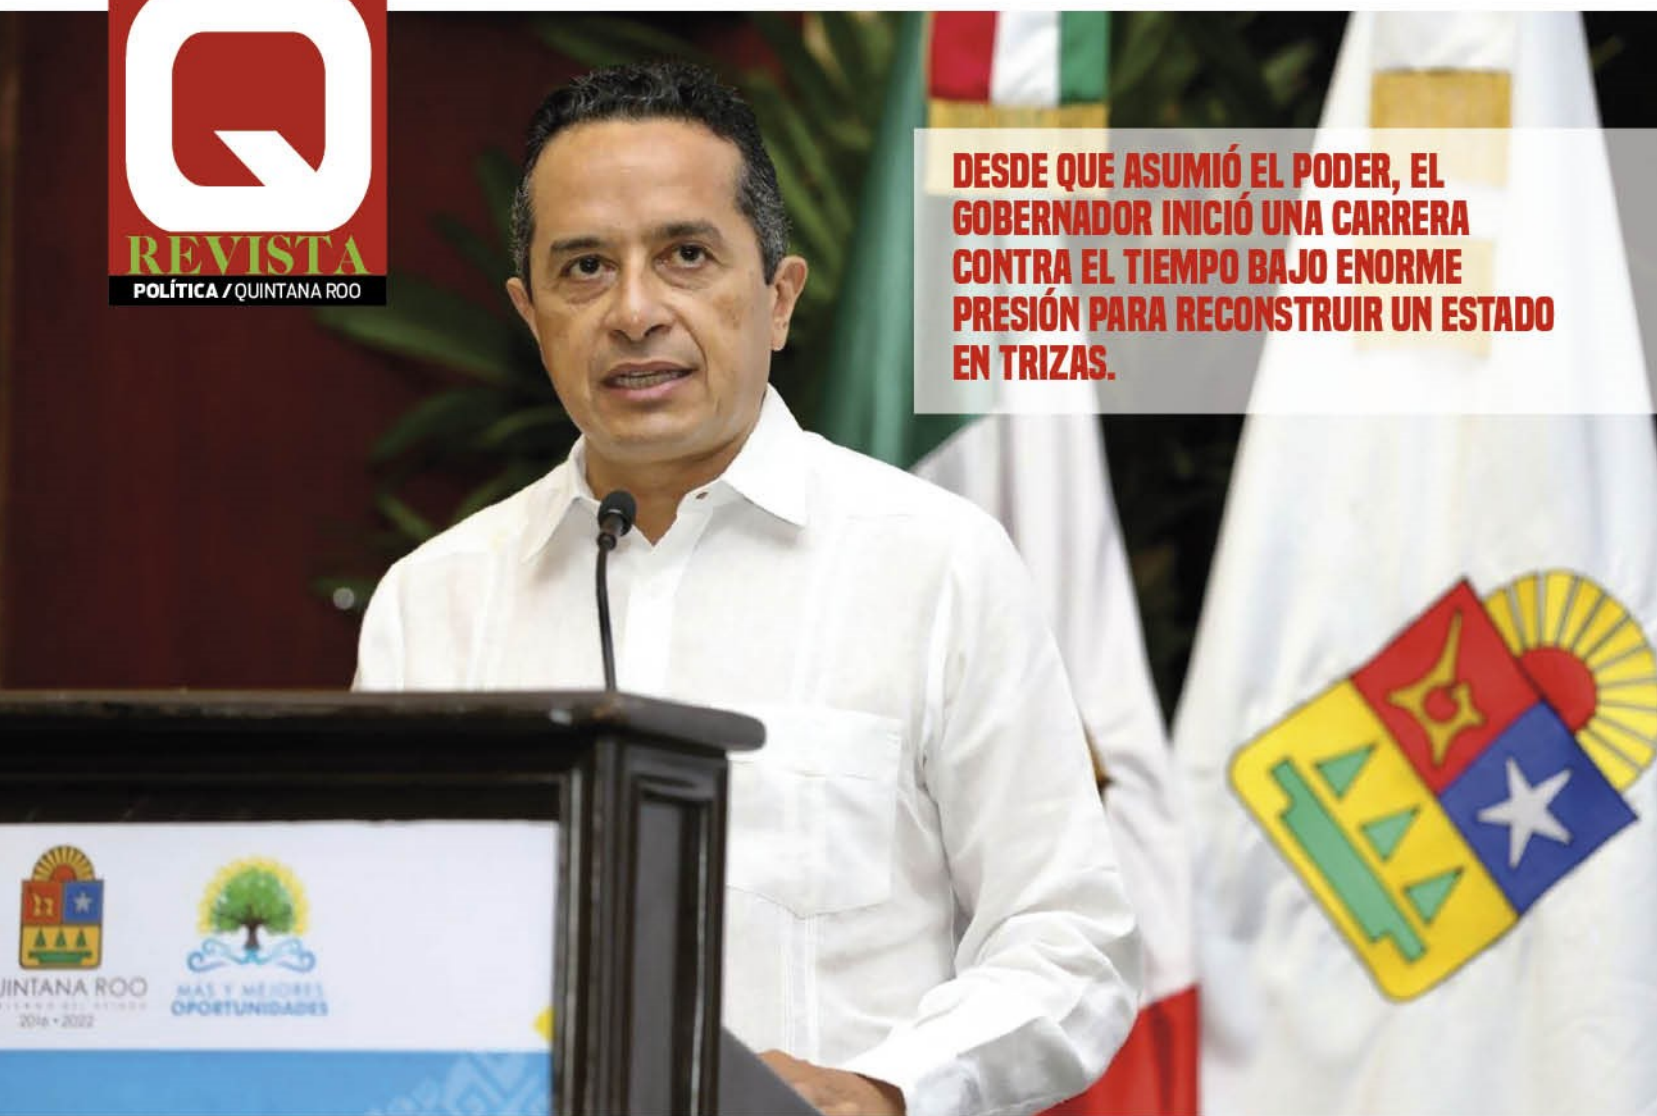 Q
REVISTA
POLÍTICA / QUINTANA ROO
DESDE QUE ASUMIÓ EL PODER, EL
GOBERNADOR INICIÓ UNA CARRERA
CONTRA EL TIEMPO BAJO ENORME
PRESIÓN PARA RECONSTRUIR UN ESTADO
EN TRIZAS.
UINTANA ROO
2016 • 2022
MÁS Y MEJORES
OPORTUNIDADES